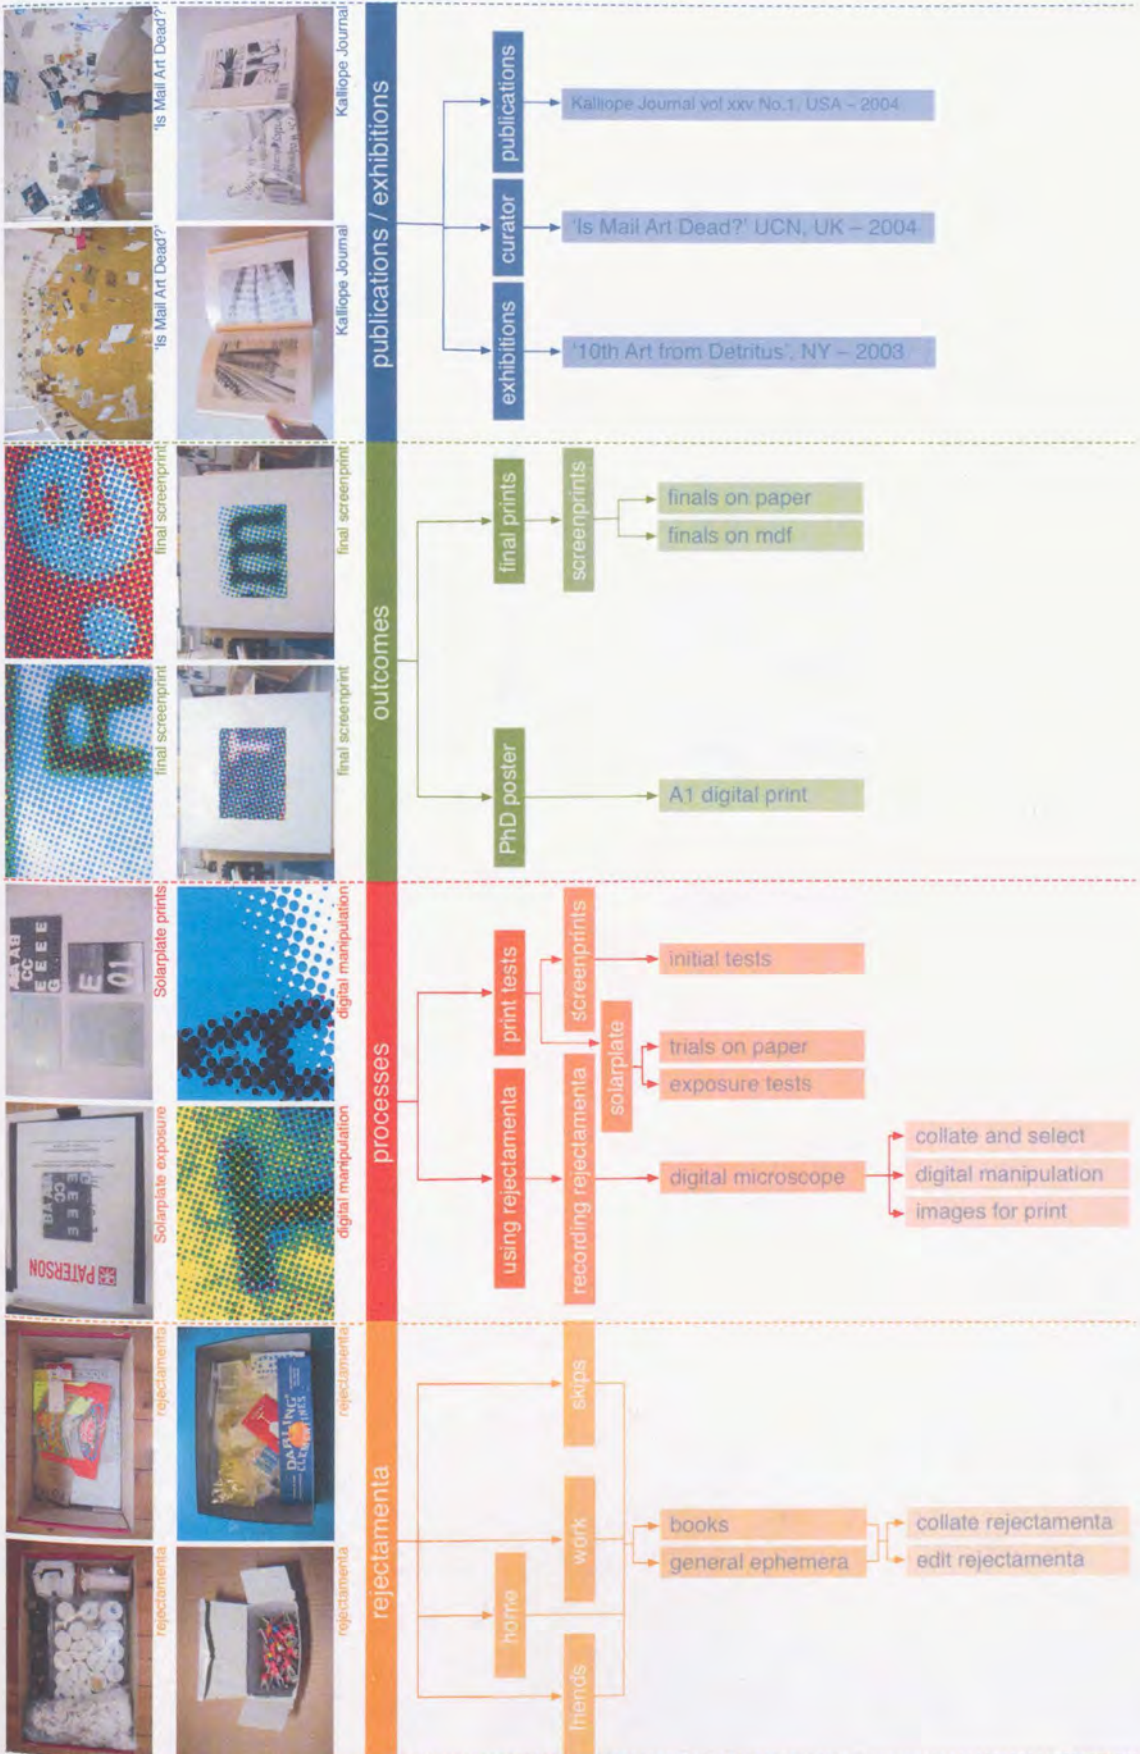 rejectamenta
rejectamenta
Solarplate exposure
Solarplate prints
final screenprint
final screenprint
'Is Mail Art Dead?'
'Is Mail Art Dead?'
PATERSON
DARLING
CLEMENTINES
rejectamenta
rejectamenta
digital manipulation
digital manipulation
final screenprint
final screenprint
Kalliope Journal
Kalliope Journal
rejectamenta
processes
outcomes
publications / exhibitions
friends
home
work
skips
books
general ephemera
collate rejectamenta
edit rejectamenta
using rejectamenta
print tests
recording rejectamenta
screenprints
solarplate
initial tests
trials on paper
exposure tests
digital microscope
collate and select
digital manipulation
images for print
PhD poster
final prints
screenprints
finals on paper
finals on mdf
A1 digital print
exhibitions
curator
publications
Kalliope Journal vol xxv No.1, USA – 2004
'Is Mail Art Dead?' UCN, UK – 2004
'10th Art from Detritus', NY – 2003